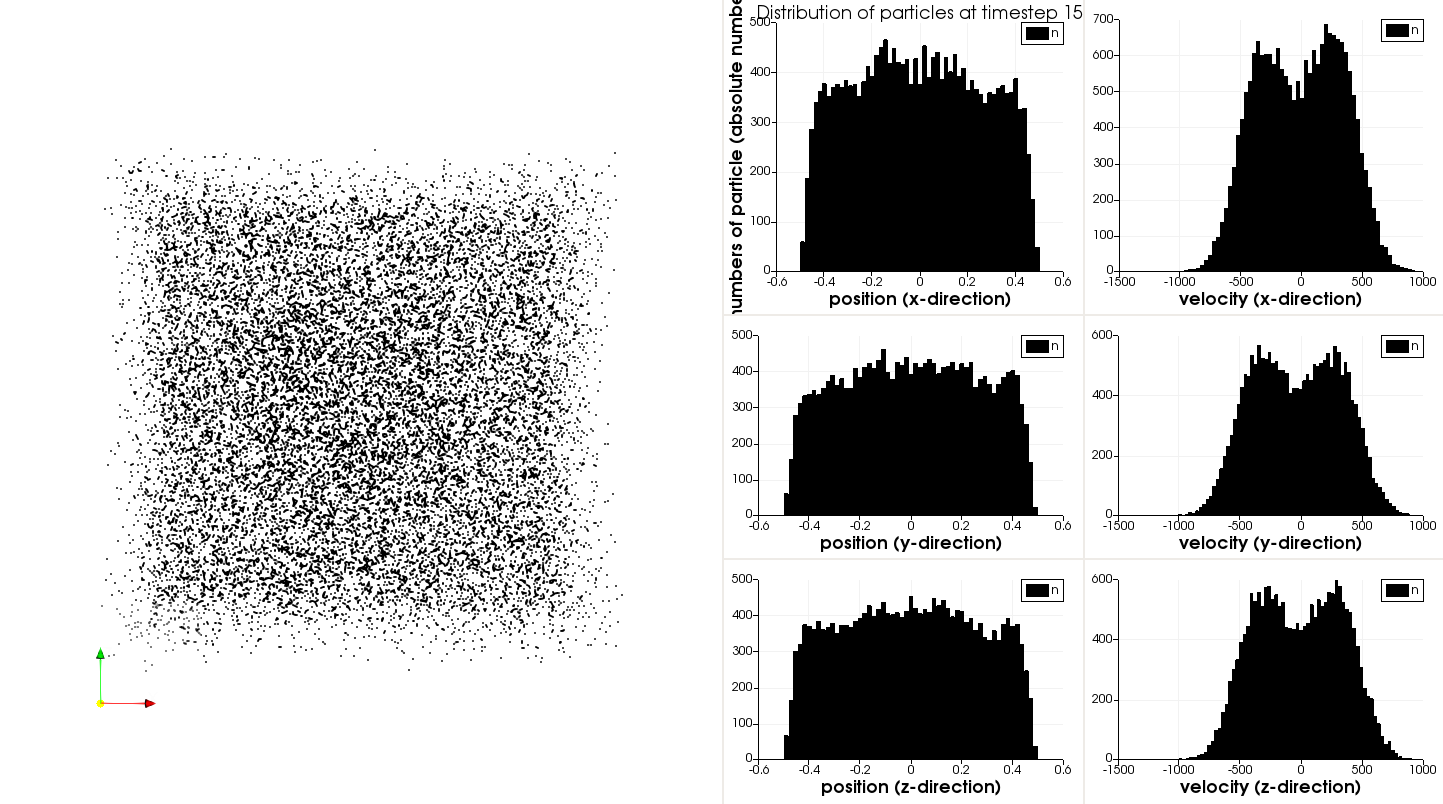 Distribution of particles at timestep 15
numbers of particle (absolute numbe
500
400
300
200
100
0
n
-0.6 -0.4 -0.2 0 0.2 0.4 0.6
position (x-direction)
700
600
500
400
300
200
100
0
n
-1500 -1000 -500 0 500 1000
velocity (x-direction)
500
400
300
200
100
0
n
-0.6 -0.4 -0.2 0 0.2 0.4 0.6
position (y-direction)
600
400
200
0
n
-1500 -1000 -500 0 500 1000
velocity (y-direction)
500
400
300
200
100
0
n
-0.6 -0.4 -0.2 0 0.2 0.4 0.6
position (z-direction)
600
400
200
0
n
-1500 -1000 -500 0 500 1000
velocity (z-direction)